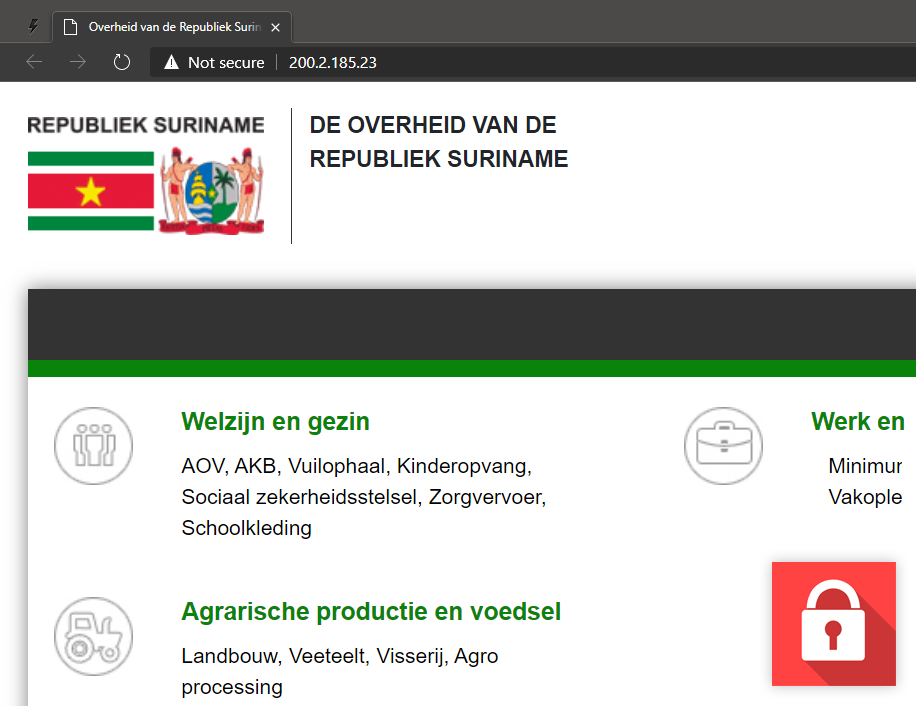 Overheid van de Republiek Surin
Not secure
200.2.185.23
REPUBLIEK SURINAME
DE OVERHEID VAN DE
REPUBLIEK SURINAME
Welzijn en gezin
AOV, AKB, Vuilophaal, Kinderopvang,
Sociaal zekerheidsstelsel, Zorgvervoer,
Schoolkleding
Werk en
Minimur
Vakople
Agrarische productie en voedsel
Landbouw, Veeteelt, Visserij, Agro
processing